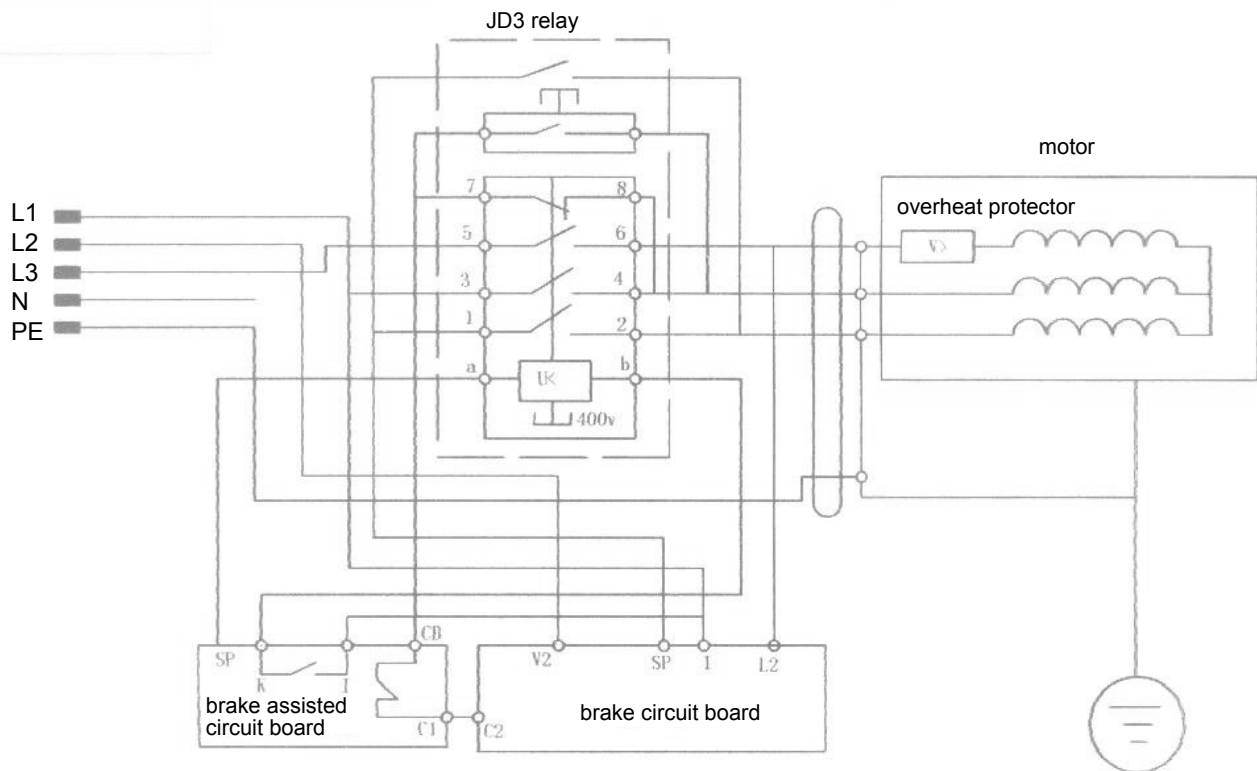 JD3 relay
motor
overheat protector
L1
L2
L3
N
PE
7
8
5
6
3
4
1
2
a
b
U<
400v
CB
SP
K
I
V2
SP
1
L2
brake assisted
circuit board
brake circuit board
C1
C2